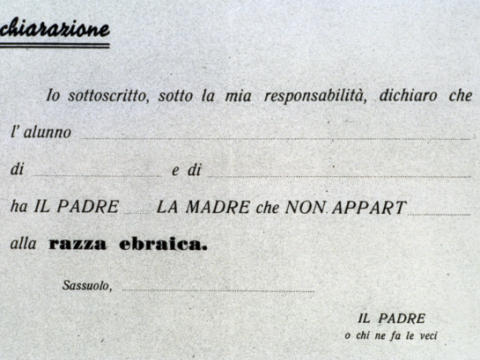 chiarazione
Io sottoscritto, sotto la mia responsabilità, dichiaro che
l'alunno
di e di
ha IL PADRE LA MADRE che NON APPART
alla razza ebraica.
Sassuolo,
IL PADRE
o chi ne fa le veci